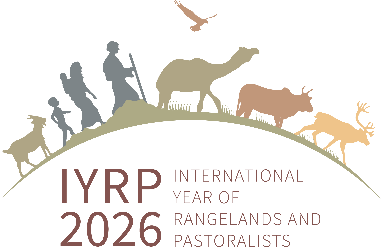 IYRP
2026
INTERNATIONAL
YEAR OF
RANGELANDS AND
PASTORALISTS